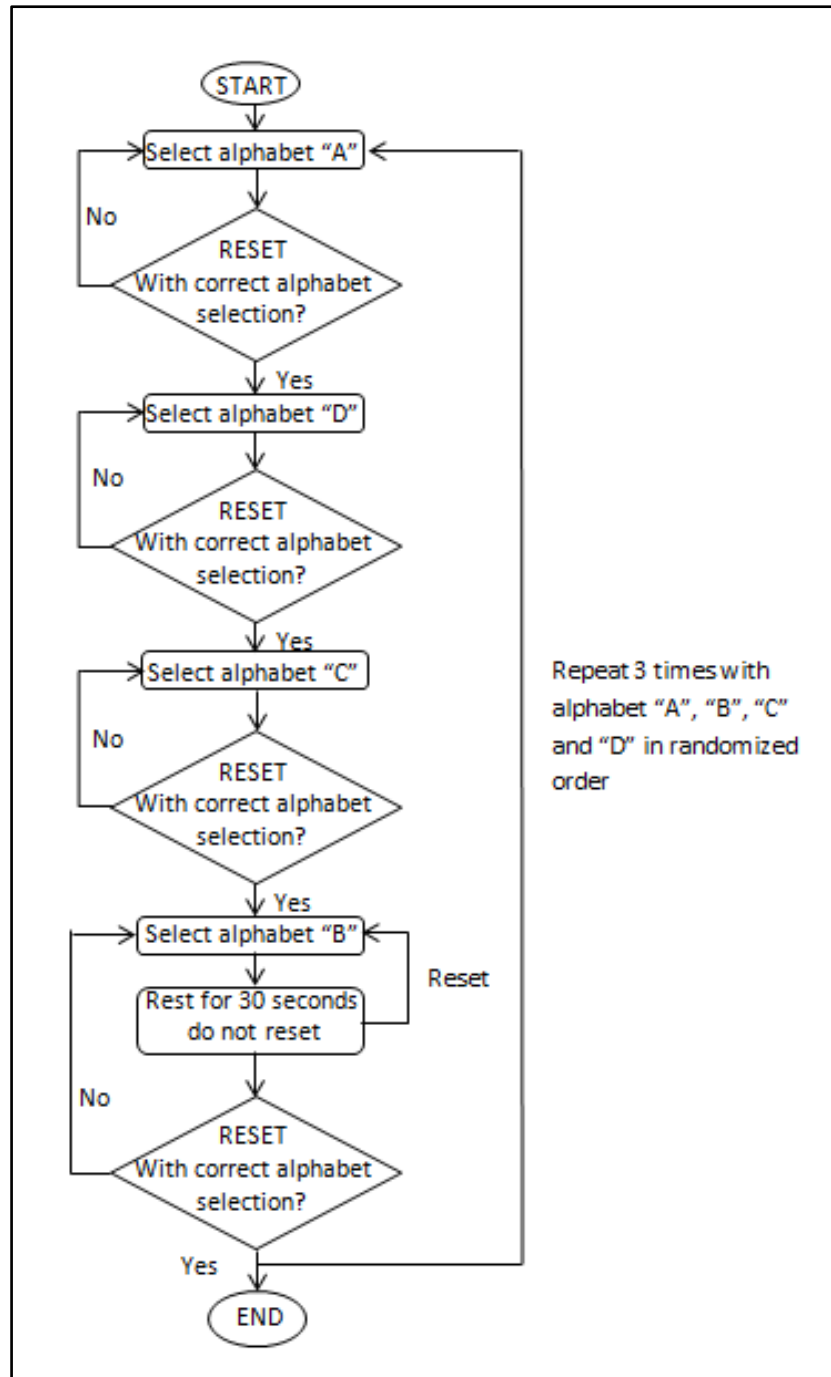 START
Select alphabet “A”
No
RESET
With correct alphabet
selection?
Yes
Select alphabet “D”
No
RESET
With correct alphabet
selection?
Yes
Select alphabet “C”
No
RESET
With correct alphabet
selection?
Yes
Select alphabet “B”
Reset
Rest for 30 seconds
do not reset
No
RESET
With correct alphabet
selection?
Yes
END
Repeat 3 times with
alphabet “A”, “B”, “C”
and “D” in randomized
order